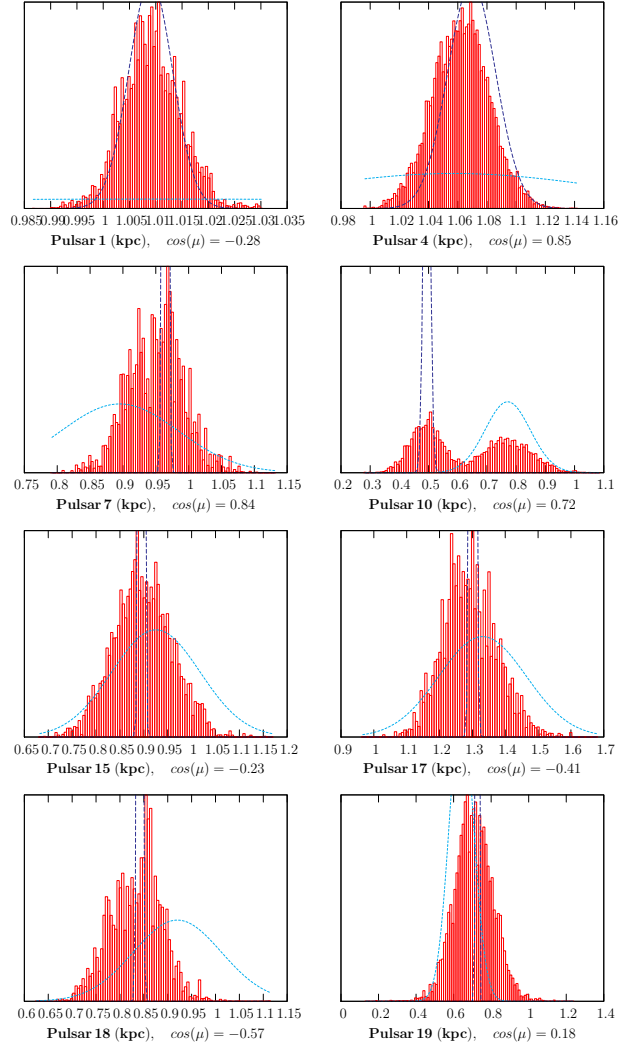 0.985 0.99 0.995 1 1.005 1.01 1.015 1.02 1.025 1.03 1.035
Pulsar 1 (kpc), cos(μ) = −0.28
0.98 1 1.02 1.04 1.06 1.08 1.1 1.12 1.14 1.16
Pulsar 4 (kpc), cos(μ) = 0.85
0.75 0.8 0.85 0.9 0.95 1 1.05 1.1 1.15
Pulsar 7 (kpc), cos(μ) = 0.84
0.2 0.3 0.4 0.5 0.6 0.7 0.8 0.9 1 1.1
Pulsar 10 (kpc), cos(μ) = 0.72
0.65 0.7 0.75 0.8 0.85 0.9 0.95 1 1.05 1.1 1.15 1.2
Pulsar 15 (kpc), cos(μ) = −0.23
0.9 1 1.1 1.2 1.3 1.4 1.5 1.6 1.7
Pulsar 17 (kpc), cos(μ) = −0.41
0.6 0.65 0.7 0.75 0.8 0.85 0.9 0.95 1 1.05 1.1 1.15
Pulsar 18 (kpc), cos(μ) = −0.57
0 0.2 0.4 0.6 0.8 1 1.2 1.4
Pulsar 19 (kpc), cos(μ) = 0.18